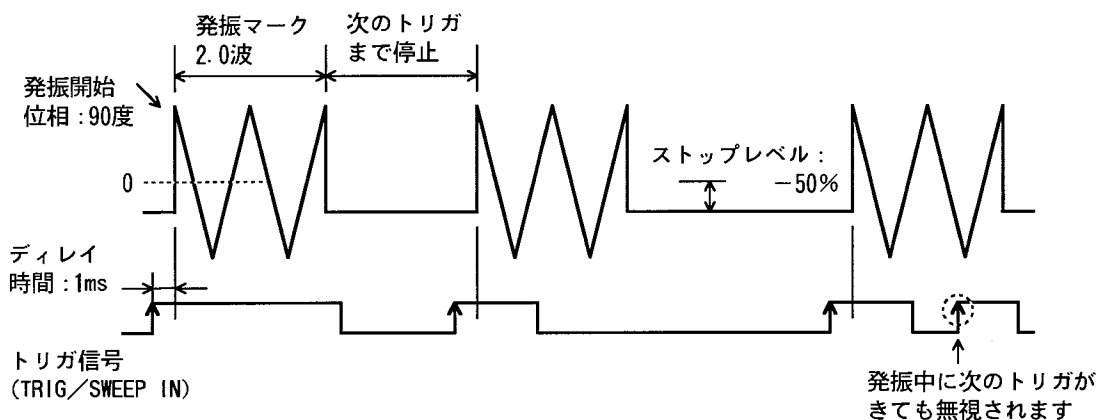 発振マーク
2.0波
次のトリガ
まで停止
発振開始
位相:90度
ストップレベル:
-50%
0
ディレイ
時間:1ms
トリガ信号
(TRIG/SWEEP IN)
発振中に次のトリガが
きても無視されます